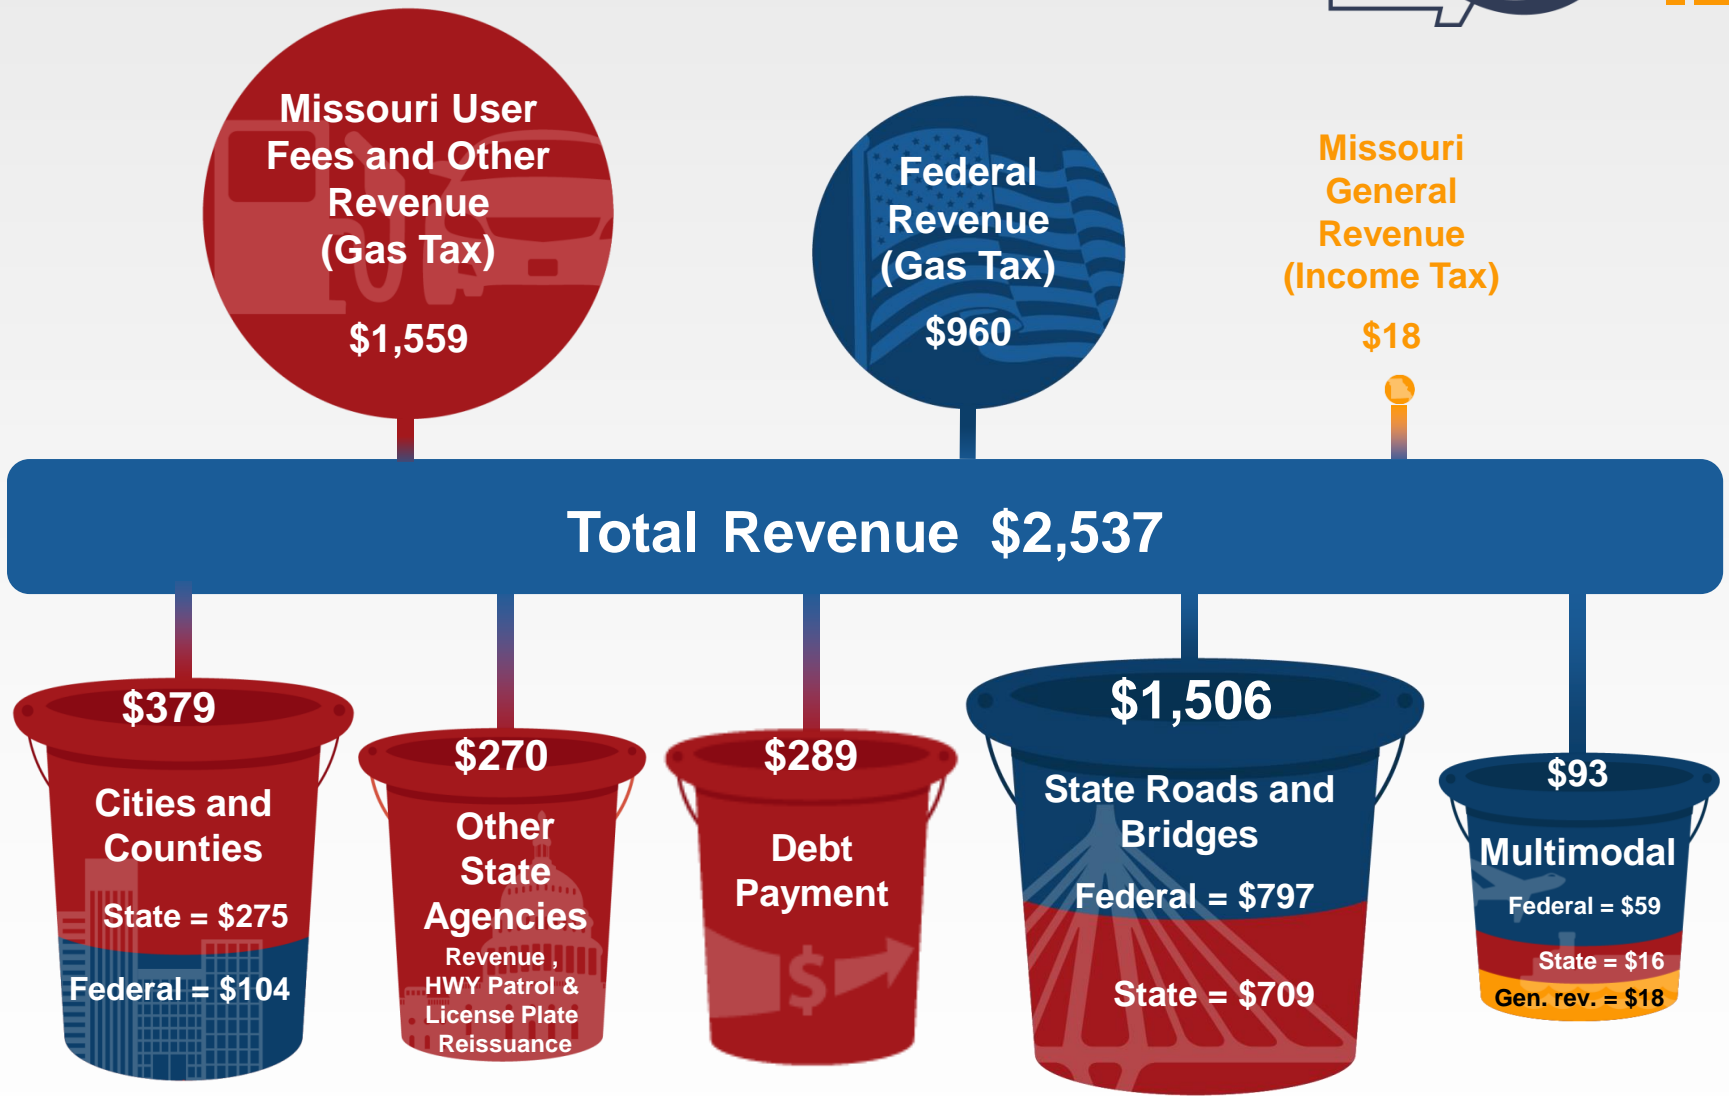 Missouri User
Fees and Other
Revenue
(Gas Tax)
$1,559
Federal
Revenue
(Gas Tax)
$960
Missouri
General
Revenue
(Income Tax)
$18
Total Revenue $2,537
$379
Cities and
Counties
State = $275
Federal = $104
$270
Other
State
Agencies
Revenue ,
HWY Patrol &
License Plate
Reissuance
$289
Debt
Payment
$1,506
State Roads and
Bridges
Federal = $797
State = $709
$93
Multimodal
Federal = $59
State = $16
Gen. rev. = $18